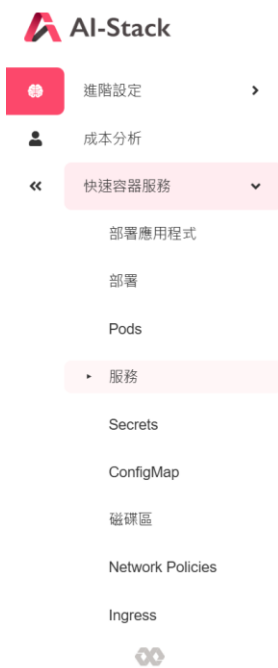 AI-Stack
進階設定
成本分析
快速容器服務
部署應用程式
部署
Pods
服務
Secrets
ConfigMap
磁碟區
Network Policies
Ingress